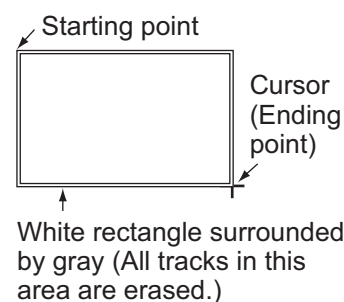 Starting point
Cursor
(Ending
point)
White rectangle surrounded
by gray (All tracks in this
area are erased.)